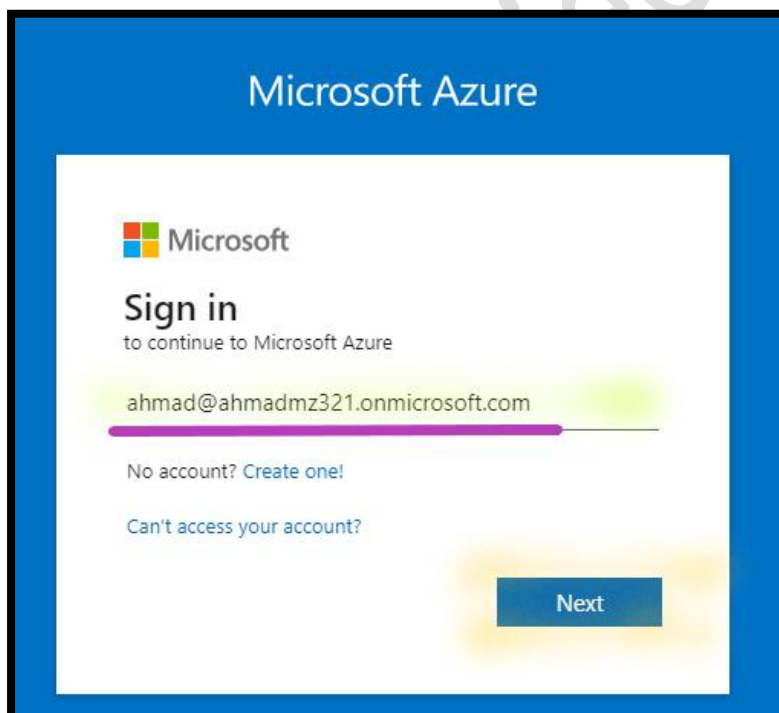 Microsoft Azure
Microsoft
Sign in
to continue to Microsoft Azure
ahmad@ahmadmz321.onmicrosoft.com
No account? Create one!
Can't access your account?
Next